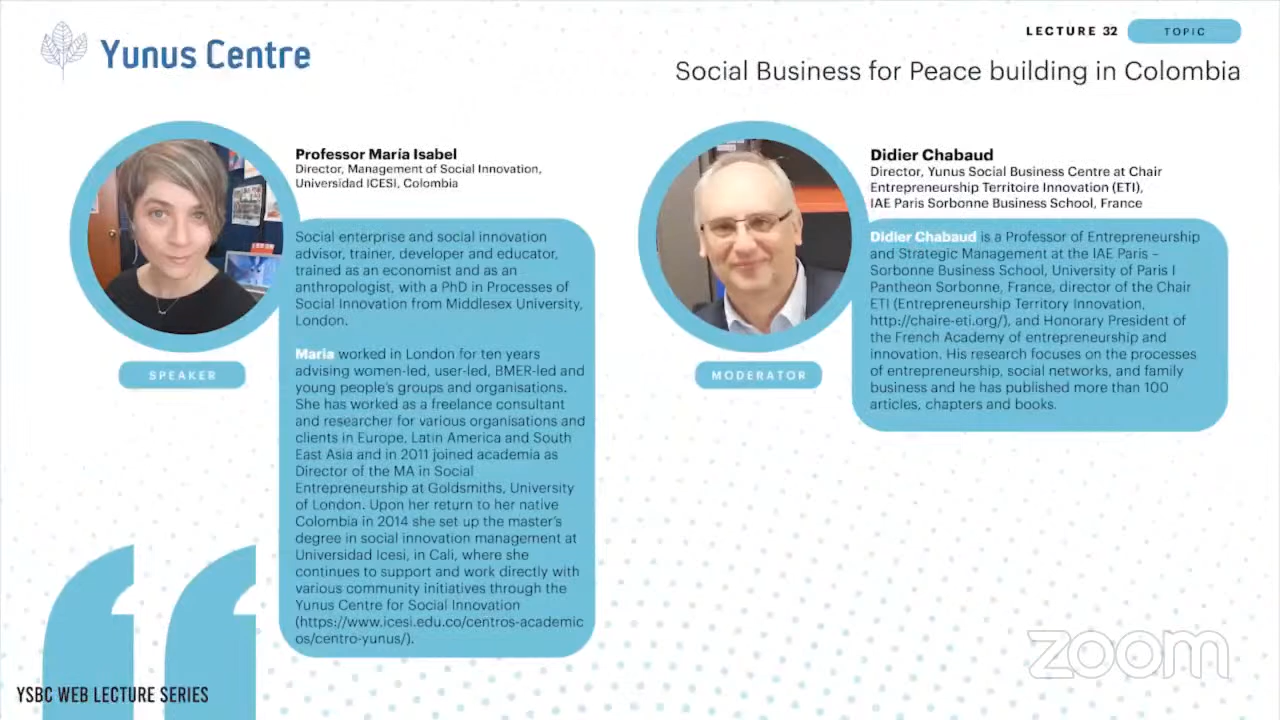 Yunus Centre
LECTURE 32
TOPIC
Social Business for Peace building in Colombia
Professor María Isabel
Director, Management of Social Innovation,
Universidad ICESI, Colombia
Social enterprise and social innovation
advisor, trainer, developer and educator,
trained as an economist and as an
anthropologist, with a PhD in Processes of
Social Innovation from Middlesex University,
London.
Maria worked in London for ten years
advising women-led, user-led, BMER-led and
young people's groups and organisations.
She has worked as a freelance consultant
and researcher for various organisations and
clients in Europe, Latin America and South
East Asia and in 2011 joined academia as
Director of the MA in Social
Entrepreneurship at Goldsmiths, University
of London. Upon her return to her native
Colombia in 2014 she set up the master's
degree in social innovation management at
Universidad Icesi, in Cali, where she
continues to support and work directly with
various community initiatives through the
Yunus Centre for Social Innovation
(https://www.icesi.edu.co/centros-academic
os/centro-yunus/).
SPEAKER
Didier Chabaud
Director, Yunus Social Business Centre at Chair
Entrepreneurship Territoire Innovation (ETI),
IAE Paris Sorbonne Business School, France
Didier Chabaud is a Professor of Entrepreneurship
and Strategic Management at the IAE Paris –
Sorbonne Business School, University of Paris I
Pantheon Sorbonne, France, director of the Chair
ETI (Entrepreneurship Territory Innovation,
http://chaire-eti.org/), and Honorary President of
the French Academy of entrepreneurship and
innovation. His research focuses on the processes
of entrepreneurship, social networks, and family
business and he has published more than 100
articles, chapters and books.
MODERATOR
YSBC WEB LECTURE SERIES
zoom